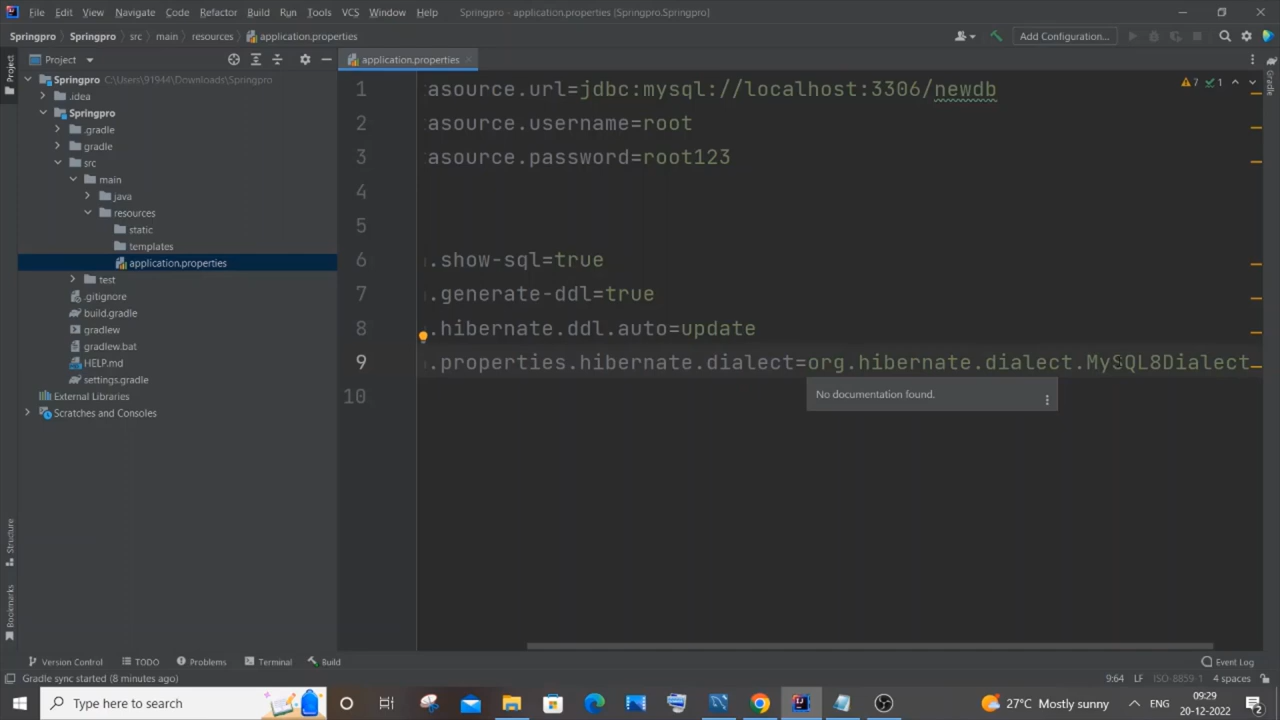 File Edit View Navigate Code Refactor Build Run Tools VCS Window Help Springpro - application.properties [Springpro.Springpro]
Springpro Springpro src main resources application.properties Add Configuration...
Project
Springpro C:\Users\91944\Downloads\Springpro
.idea
Springpro
.gradle
gradle
src
main
java
resources
static
templates
application.properties
test
.gitignore
build.gradle
gradlew
gradlew.bat
HELP.md
settings.gradle
External Libraries
Scratches and Consoles
Project
Structure
Bookmarks
application.properties
7 1
1 asource.url=jdbc:mysql://localhost:3306/newdb
2 asource.username=root
3 asource.password=root123
4
5
6 .show-sql=true
7 .generate-ddl=true
8 .hibernate.ddl.auto=update
9 .properties.hibernate.dialect=org.hibernate.dialect.MySQL8Dialect
10
No documentation found.
Gradle
Version Control TODO Problems Terminal Build Event Log
Gradle sync started (8 minutes ago) 9:64 LF ISO-8859-1 4 spaces
Type here to search 27°C Mostly sunny ENG 09:29
20-12-2022
2